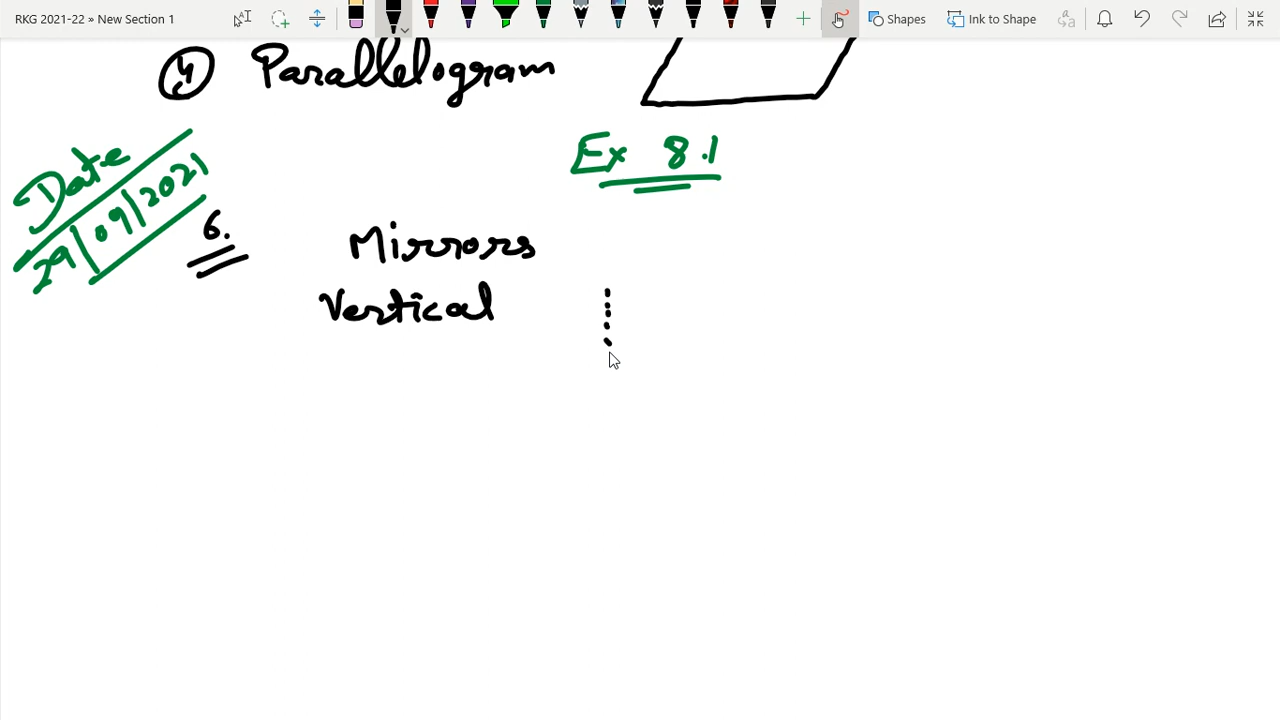 RKG 2021-22 » New Section 1
Shapes
Ink to Shape
4 Parallelogram
Ex 8.1
Date
29/09/2021
6.
Mirrors
Vertical